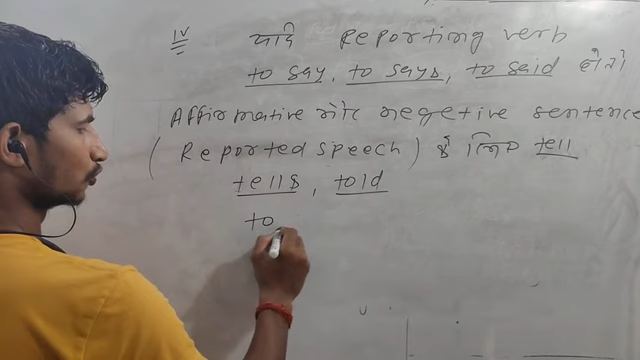 IV यदि Reporting verb
to say, to says, to said होतो
Affirmative और negetive sentence
(Reported speech) के लिए tell
tells, told
to